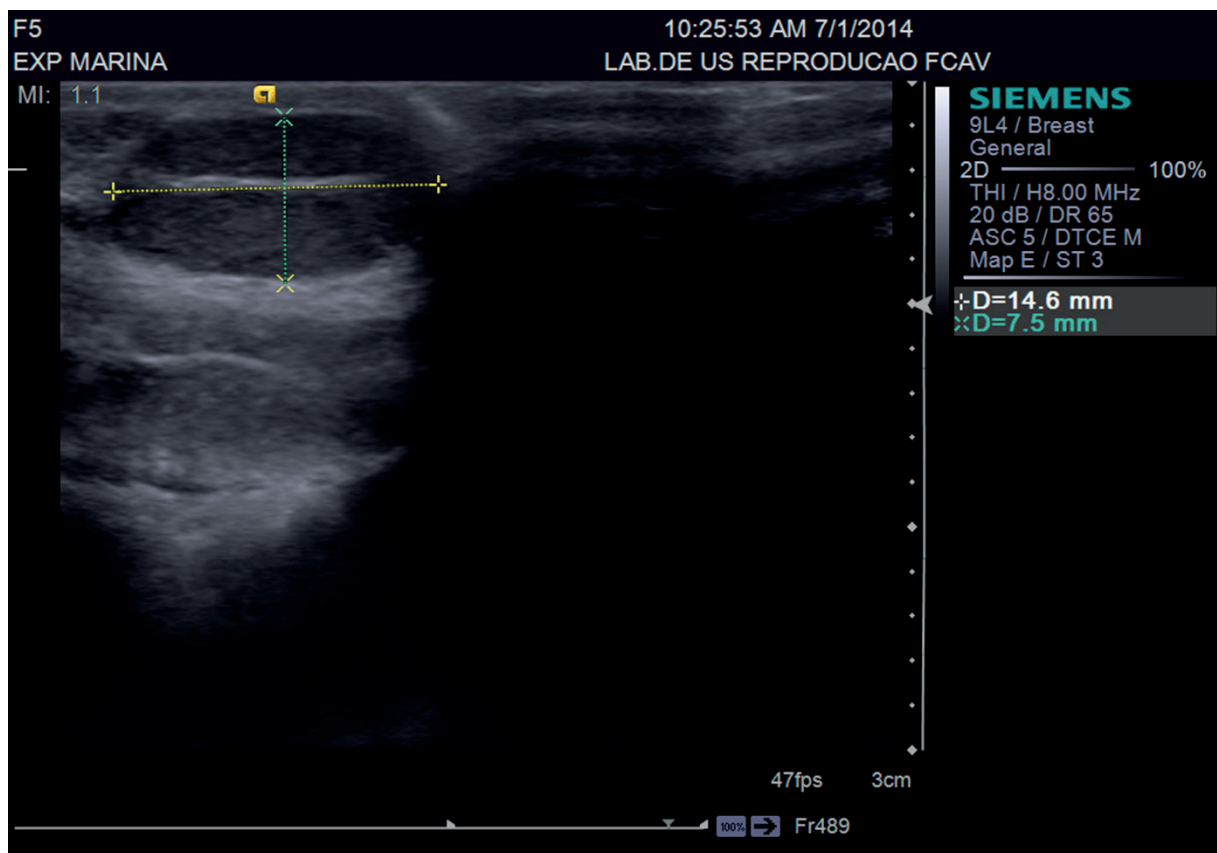 F5
10:25:53 AM 7/1/2014
EXP MARINA
LAB.DE US REPRODUCAO FCAV
MI: 1.1
SIEMENS
9L4 / Breast
General
2D 100%
THI / H8.00 MHz
20 dB / DR 65
ASC 5 / DTCE M
Map E / ST 3
D=14.6 mm
D=7.5 mm
47fps 3cm
100% Fr489